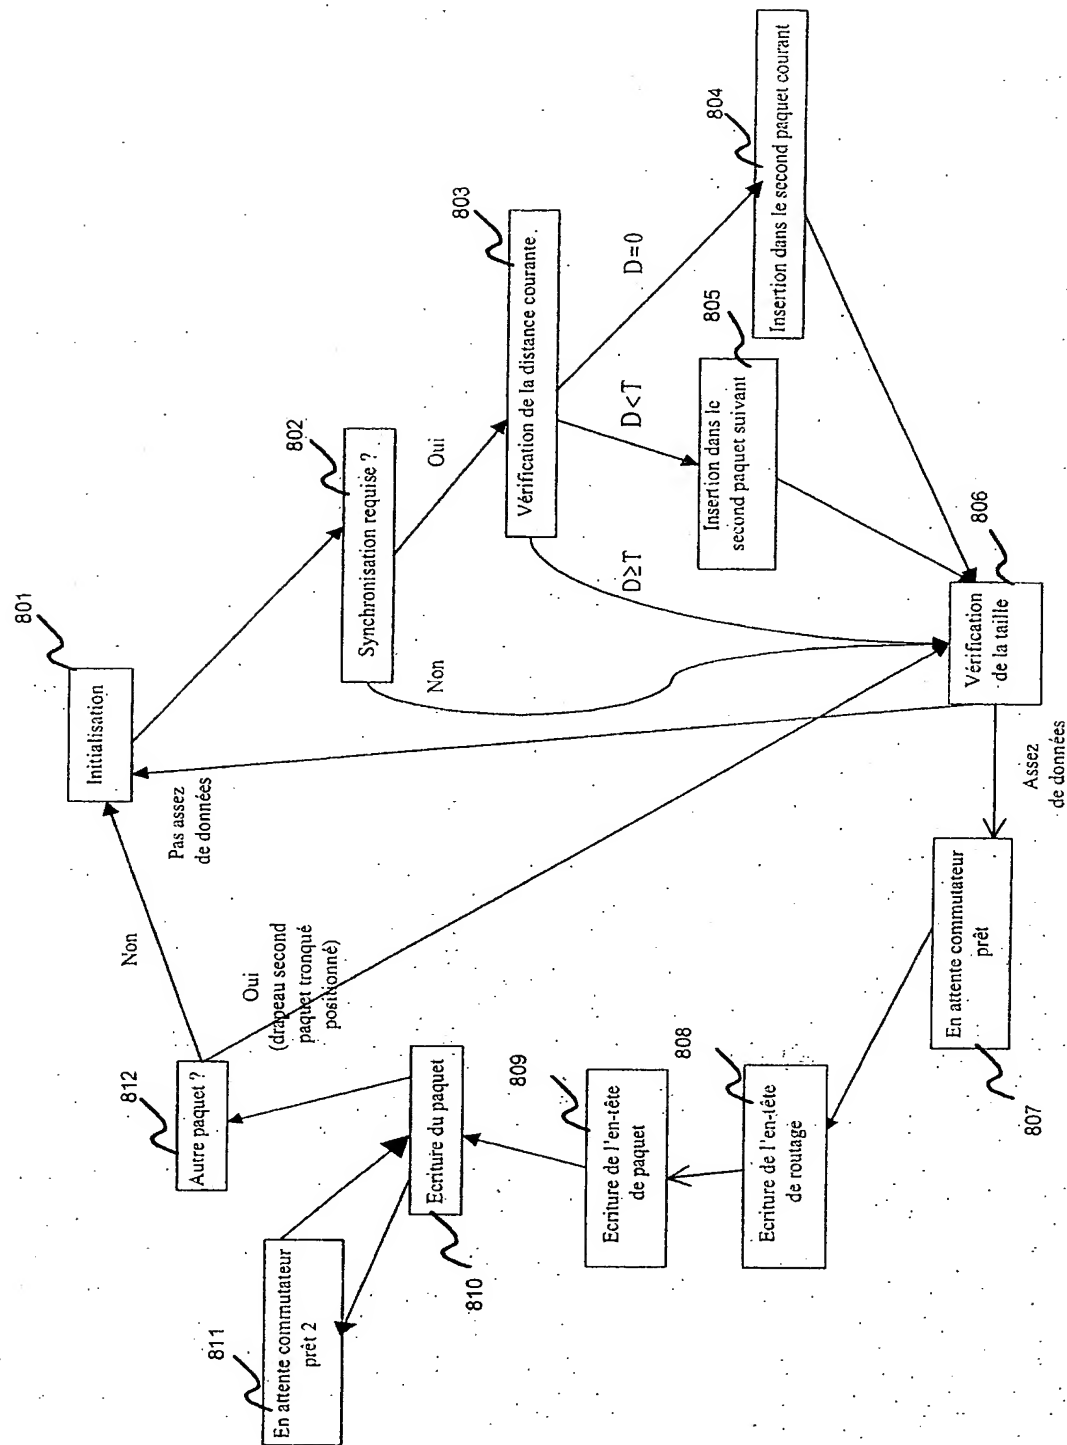 801
Initialisation
802
Synchronisation requise ?
Oui
Non
803
Vérification de la distance courante
D=0
D<T
D≥T
804
Insertion dans le second paquet courant
805
Insertion dans le
second paquet suivant
806
Vérification
de la taille
Pas assez
de données
Assez
de données
En attente commutateur
prêt
807
808
Ecriture de l'en-tête
de routage
809
Ecriture de l'en-tête
de paquet
Ecriture du paquet
810
811
En attente commutateur
prêt 2
812
Autre paquet ?
Non
Oui
(drapeau second
paquet tronqué
positionné)